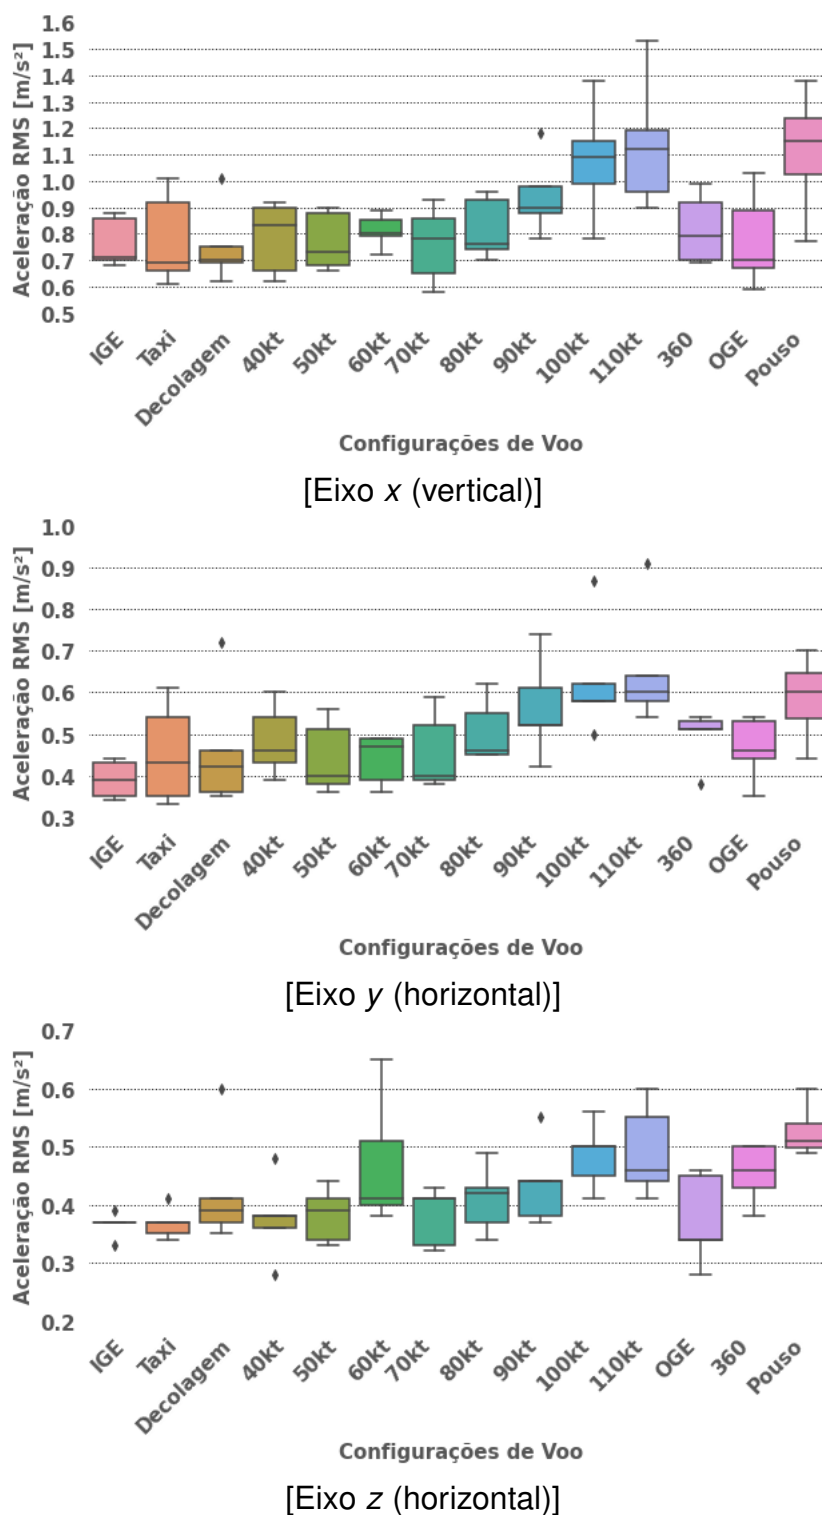 1.6
1.5
1.4
1.3
1.2
1.1
1.0
0.9
0.8
0.7
0.6
0.5
Aceleração RMS [m/s²]
IGE
Taxi
Decolagem
40kt
50kt
60kt
70kt
80kt
90kt
100kt
110kt
360
OGE
Pouso
Configurações de Voo
[Eixo x (vertical)]
1.0
0.9
0.8
0.7
0.6
0.5
0.4
0.3
Aceleração RMS [m/s²]
IGE
Taxi
Decolagem
40kt
50kt
60kt
70kt
80kt
90kt
100kt
110kt
360
OGE
Pouso
Configurações de Voo
[Eixo y (horizontal)]
0.7
0.6
0.5
0.4
0.3
0.2
Aceleração RMS [m/s²]
IGE
Taxi
Decolagem
40kt
50kt
60kt
70kt
80kt
90kt
100kt
110kt
OGE
360
Pouso
Configurações de Voo
[Eixo z (horizontal)]